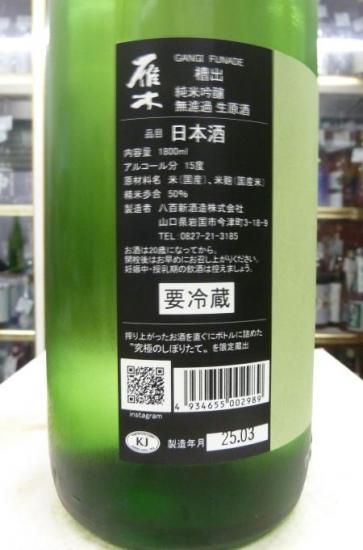 GANGI FUNADE
雁木
槽出
純米吟醸
無濾過 生原酒
品目 日本酒
内容量 1800ml
アルコール分 15度
原材料名 米(国産)、米麹(国産米)
精米歩合 50%
製造者 八百新酒造株式会社
山口県岩国市今津町3-18-9
TEL 0827-21-3185
お酒は20歳になってから。
開栓後はお早めにお召し上がりください。
妊娠中・授乳期の飲酒は控えましょう。
要冷蔵
搾り上がったお酒を直ぐにボトルに詰めた
"究極のしぼりたて。を限定蔵出
instagram
4 934655 002989
KJ
製造年月 25.03